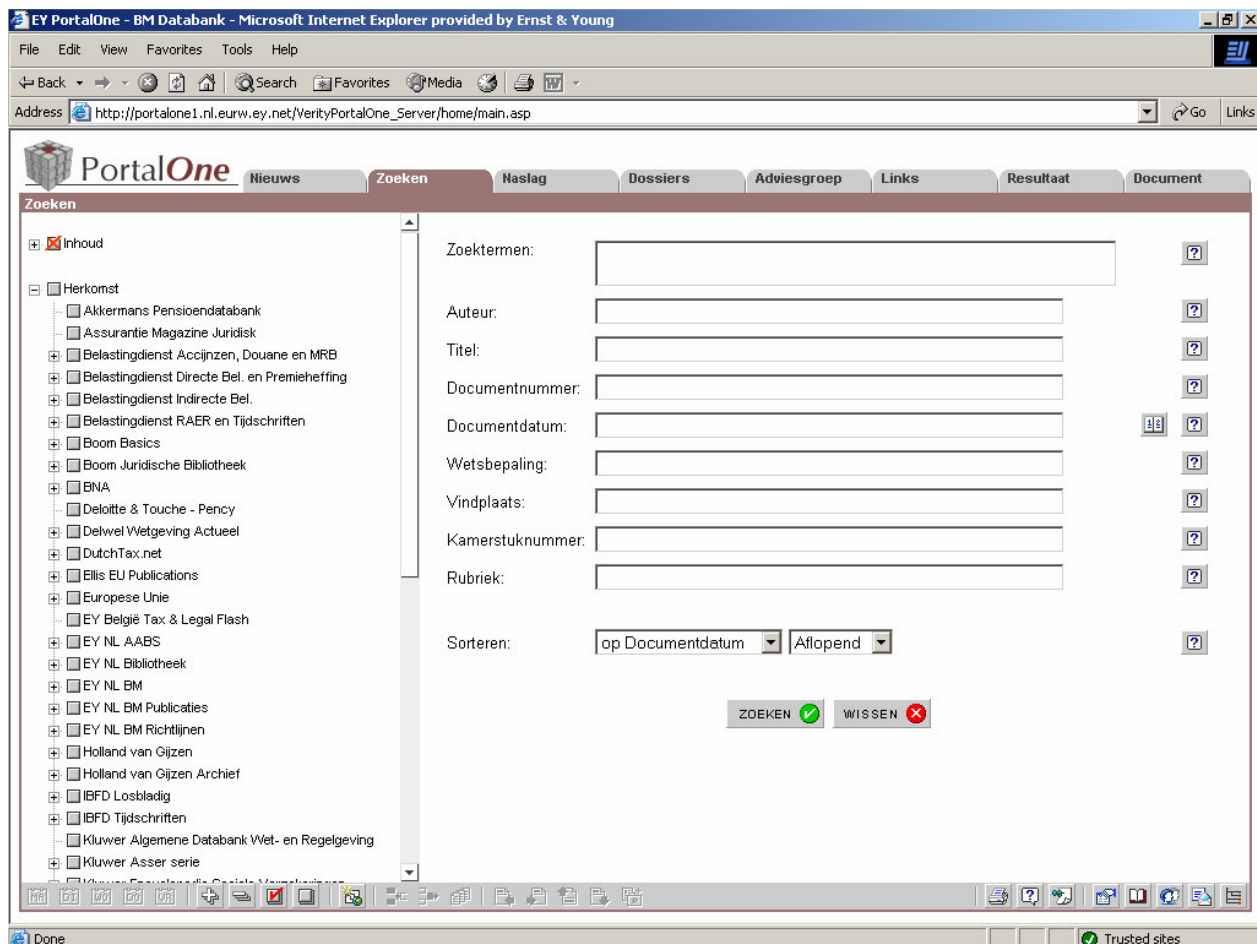 EY PortalOne - BM Databank - Microsoft Internet Explorer provided by Ernst & Young
File Edit View Favorites Tools Help
Back Search Favorites Media
Address http://portalone1.nl.eurw.ey.net/VerityPortalOne_Server/home/main.asp Go Links
PortalOne Nieuws Zoeken Naslag Dossiers Adviesgroep Links Resultaat Document
Zoeken
Inhoud
Herkomst
Akkermans Pensioendatabank
Assurantie Magazine Juridisk
Belastingdienst Accijnzen, Douane en MRB
Belastingdienst Directe Bel. en Premieheffing
Belastingdienst Indirecte Bel.
Belastingdienst RAER en Tijdschriften
Boom Basics
Boom Juridische Bibliotheek
BNA
Deloitte & Touche - Pency
Delwel Wetgeving Actueel
DutchTax.net
Ellis EU Publications
Europese Unie
EY België Tax & Legal Flash
EY NL AABS
EY NL Bibliotheek
EY NL BM
EY NL BM Publicaties
EY NL BM Richtlijnen
Holland van Gijzen
Holland van Gijzen Archief
IBFD Losbladig
IBFD Tijdschriften
Kluwer Algemene Databank Wet- en Regelgeving
Kluwer Asser serie
Zoektermen:
Auteur:
Titel:
Documentnummer:
Documentdatum:
Wetsbepaling:
Vindplaats:
Kamerstuknummer:
Rubriek:
Sorteren: op Documentdatum Aflopend
ZOEKEN WISSEN
MA DI WO DO VR
Done Trusted sites